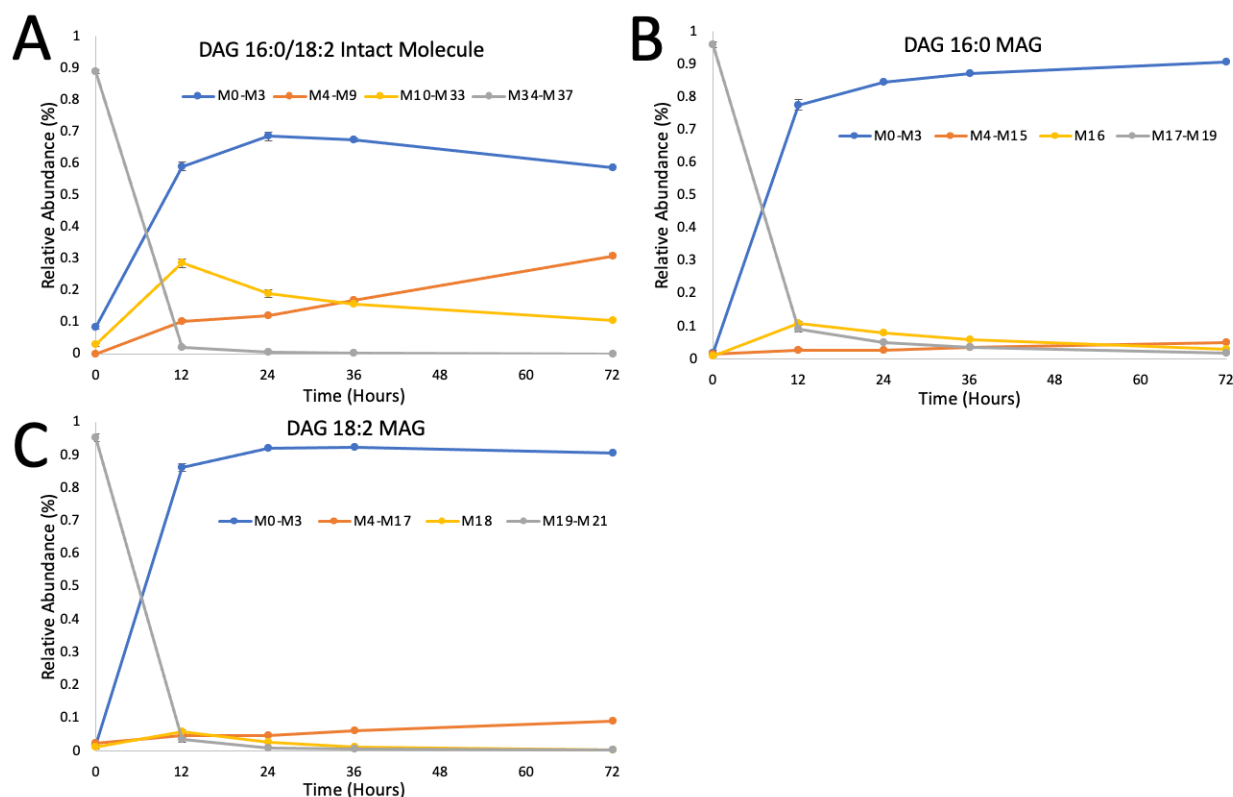 A
DAG 16:0/18:2 Intact Molecule
M0-M3 M4-M9 M10-M33 M34-M37
Relative Abundance (%)
1
0.9
0.8
0.7
0.6
0.5
0.4
0.3
0.2
0.1
0
0 12 24 36 48 60 72
Time (Hours)
B
DAG 16:0 MAG
M0-M3 M4-M15 M16 M17-M19
Relative Abundance (%)
1
0.9
0.8
0.7
0.6
0.5
0.4
0.3
0.2
0.1
0
0 12 24 36 48 60 72
Time (Hours)
C
DAG 18:2 MAG
M0-M3 M4-M17 M18 M19-M21
Relative Abundance (%)
1
0.9
0.8
0.7
0.6
0.5
0.4
0.3
0.2
0.1
0
0 12 24 36 48 60 72
Time (Hours)